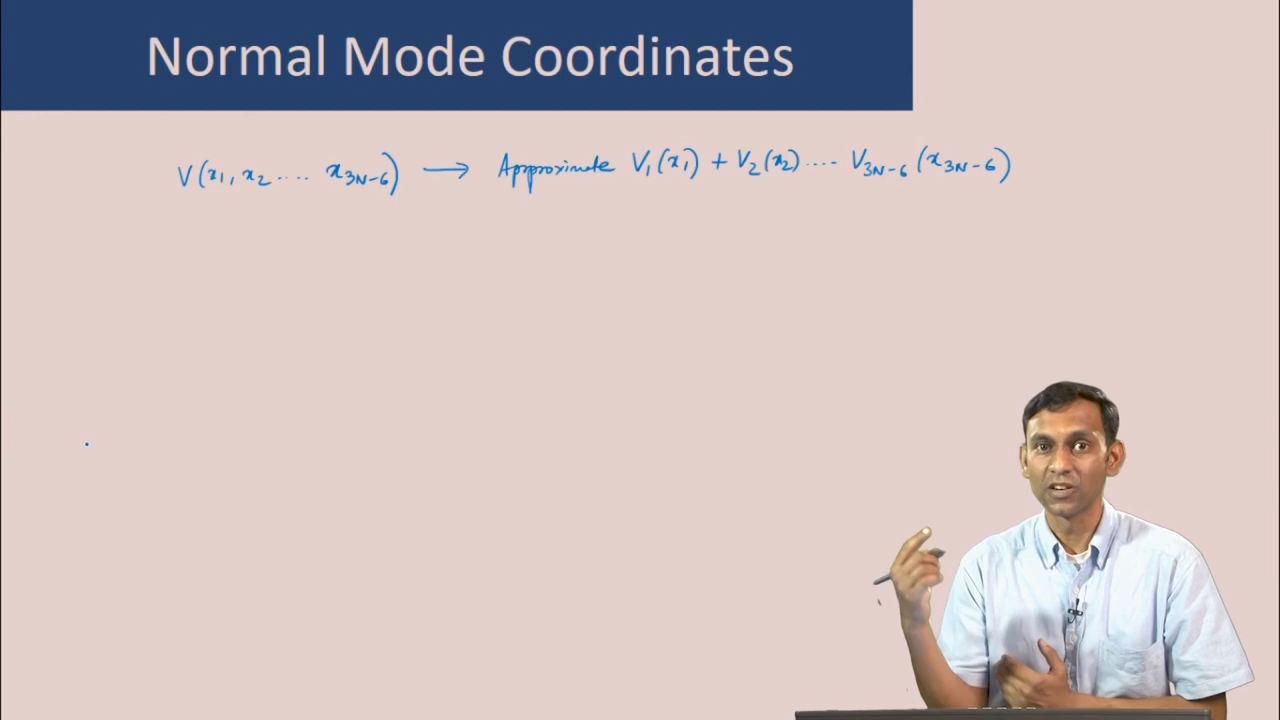 Normal Mode Coordinates
V(x₁, x₂ .... x₃N₋₆) → Approximate V₁(x₁) + V₂(x₂) .... V₃N₋₆(x₃N₋₆)